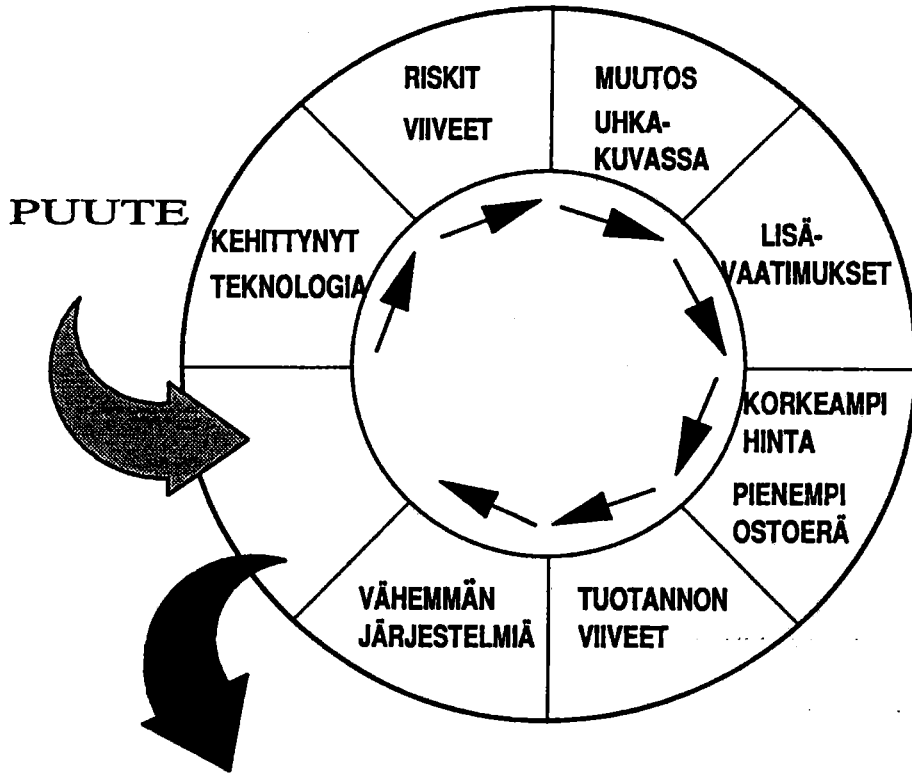 PUUTE
KEHITTYNYT
TEKNOLOGIA
RISKIT
VIIVEET
MUUTOS
UHKA-
KUVASSA
LISÄ-
VAATIMUKSET
KORKEAMPI
HINTA
PIENEMPI
OSTOERÄ
TUOTANNON
VIIVEET
VÄHEMMÄN
JÄRJESTELMIÄ